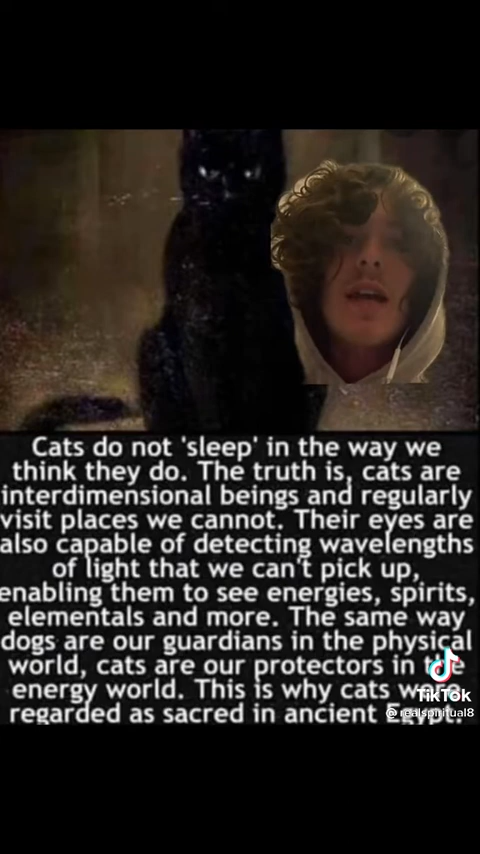 Cats do not 'sleep' in the way we
think they do. The truth is, cats are
interdimensional beings and regularly
visit places we cannot. Their eyes are
also capable of detecting wavelengths
of light that we can't pick up,
enabling them to see energies, spirits,
elementals and more. The same way
dogs are our guardians in the physical
world, cats are our protectors in the
energy world. This is why cats were
regarded as sacred in ancient Egypt.
TikTok
@realspiritual8